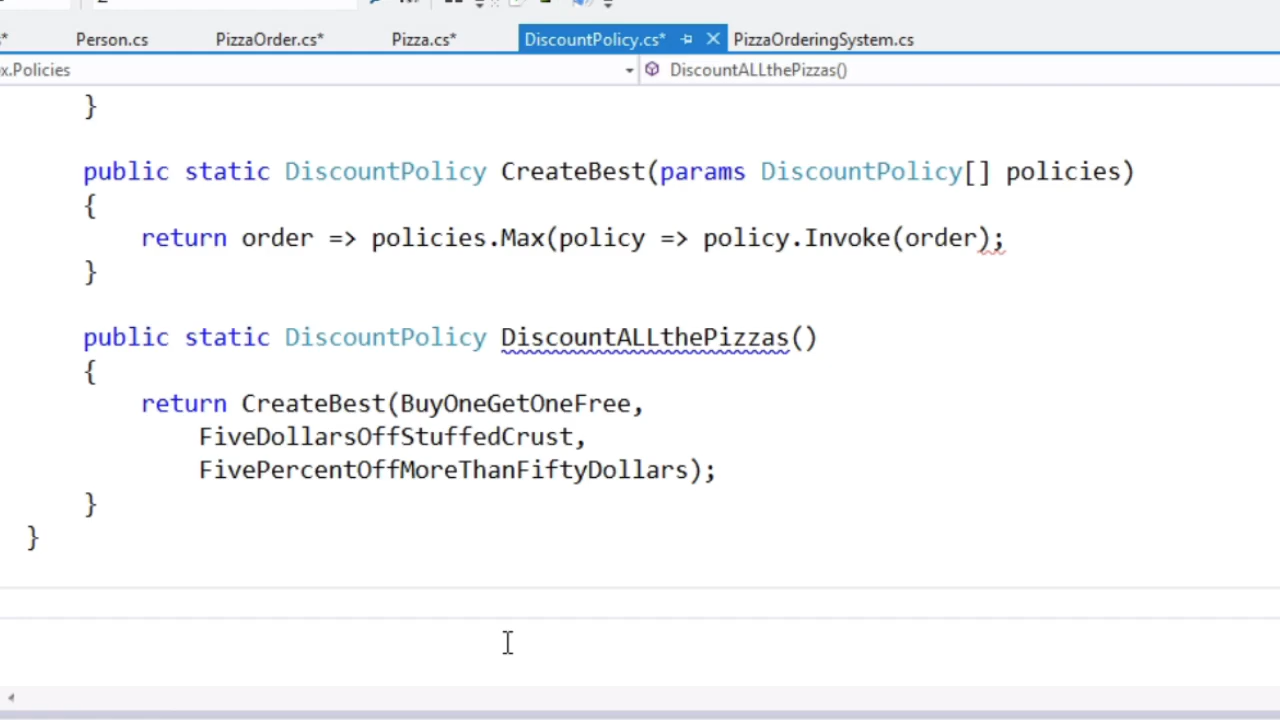 Person.cs PizzaOrder.cs* Pizza.cs* DiscountPolicy.cs* PizzaOrderingSystem.cs
x.Policies DiscountALLthePizzas()
}
public static DiscountPolicy CreateBest(params DiscountPolicy[] policies)
{
return order => policies.Max(policy => policy.Invoke(order);
}
public static DiscountPolicy DiscountALLthePizzas()
{
return CreateBest(BuyOneGetOneFree,
FiveDollarsOffStuffedCrust,
FivePercentOffMoreThanFiftyDollars);
}
}